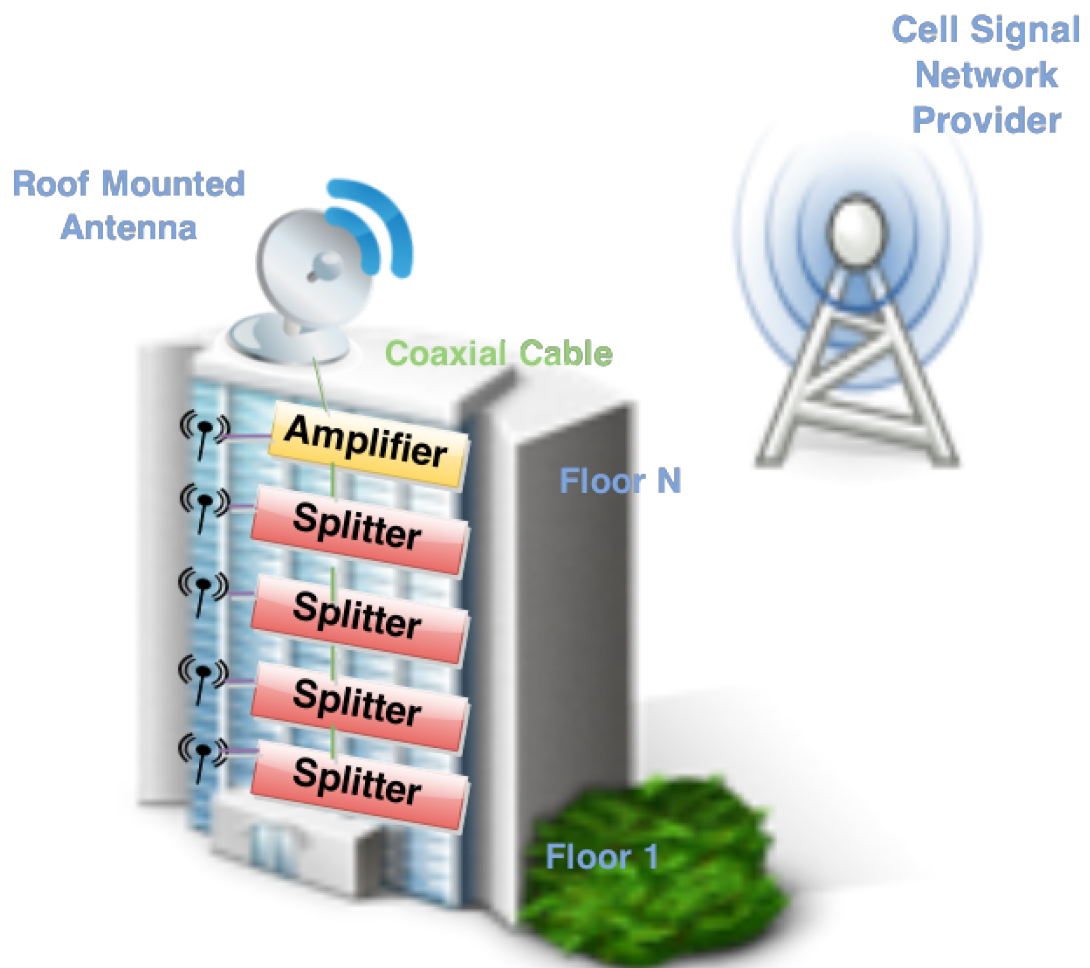 Cell Signal
Network
Provider
Roof Mounted
Antenna
Coaxial Cable
Amplifier
Floor N
Splitter
Splitter
Splitter
Splitter
Floor 1